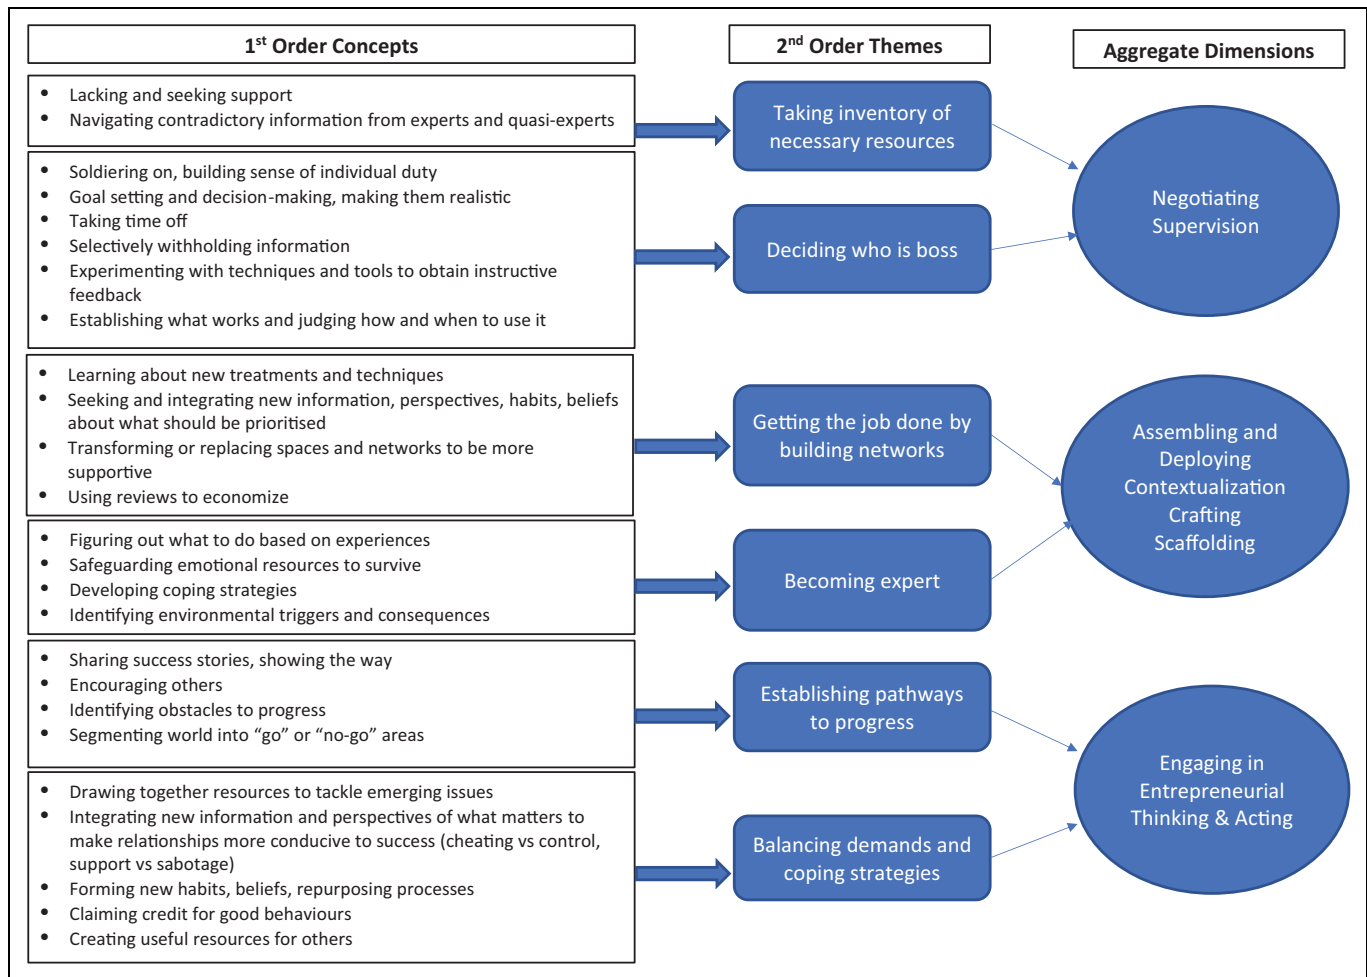 1st Order Concepts
2nd Order Themes
Aggregate Dimensions
• Lacking and seeking support
• Navigating contradictory information from experts and quasi-experts
Taking inventory of
necessary resources
• Soldiering on, building sense of individual duty
• Goal setting and decision-making, making them realistic
• Taking time off
• Selectively withholding information
• Experimenting with techniques and tools to obtain instructive
feedback
• Establishing what works and judging how and when to use it
Deciding who is boss
Negotiating
Supervision
• Learning about new treatments and techniques
• Seeking and integrating new information, perspectives, habits, beliefs
about what should be prioritised
• Transforming or replacing spaces and networks to be more
supportive
• Using reviews to economize
Getting the job done by
building networks
• Figuring out what to do based on experiences
• Safeguarding emotional resources to survive
• Developing coping strategies
• Identifying environmental triggers and consequences
Becoming expert
Assembling and
Deploying
Contextualization
Crafting
Scaffolding
• Sharing success stories, showing the way
• Encouraging others
• Identifying obstacles to progress
• Segmenting world into “go” or “no-go” areas
Establishing pathways
to progress
• Drawing together resources to tackle emerging issues
• Integrating new information and perspectives of what matters to
make relationships more conducive to success (cheating vs control,
support vs sabotage)
• Forming new habits, beliefs, repurposing processes
• Claiming credit for good behaviours
• Creating useful resources for others
Balancing demands and
coping strategies
Engaging in
Entrepreneurial
Thinking & Acting